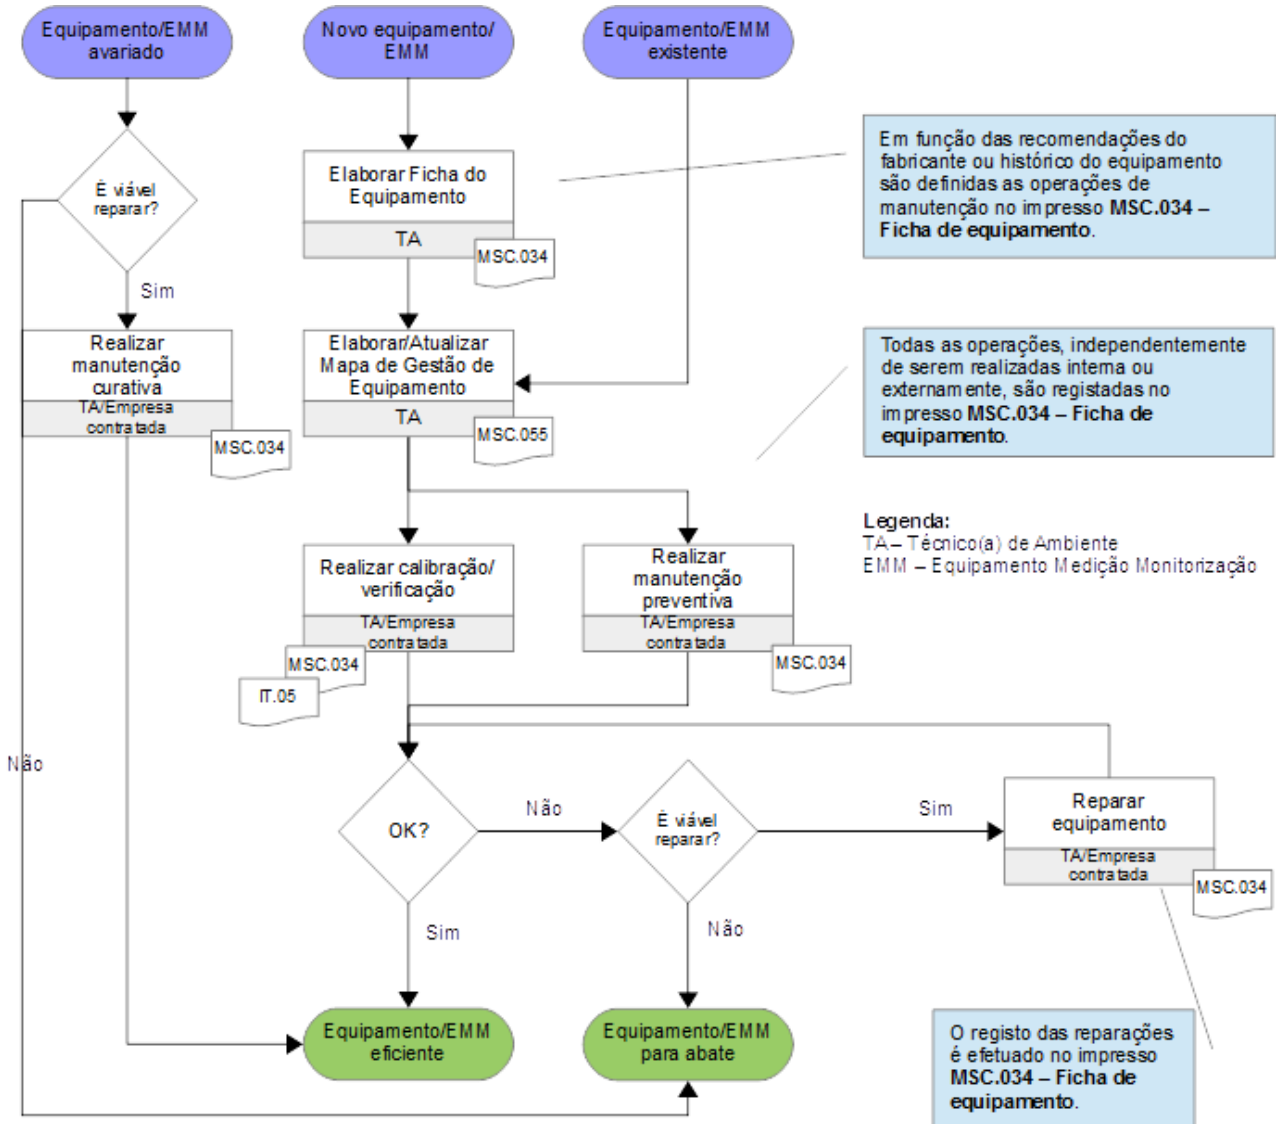 Equipamento/EMM
avariado
Novo equipamento/
EMM
Equipamento/EMM
existente
É viável
reparar?
Elaborar Ficha do
Equipamento
TA
MSC.034
Em função das recomendações do
fabricante ou histórico do equipamento
são definidas as operações de
manutenção no impresso MSC.034 –
Ficha de equipamento.
Sim
Realizar
manutenção
curativa
TA/Empresa
contratada
MSC.034
Elaborar/Atualizar
Mapa de Gestão de
Equipamento
TA
MSC.055
Todas as operações, independentemente
de serem realizadas interna ou
externamente, são registadas no
impresso MSC.034 – Ficha de
equipamento.
Legenda:
TA – Técnico(a) de Ambiente
EMM – Equipamento Medição Monitorização
Realizar calibração/
verificação
TA/Empresa
contratada
MSC.034
IT.05
Realizar
manutenção
preventiva
TA/Empresa
contratada
MSC.034
Não
OK?
Não
É viável
reparar?
Sim
Reparar
equipamento
TA/Empresa
contratada
MSC.034
Sim
Não
Equipamento/EMM
eficiente
Equipamento/EMM
para abate
O registo das reparações
é efetuado no impresso
MSC.034 – Ficha de
equipamento.